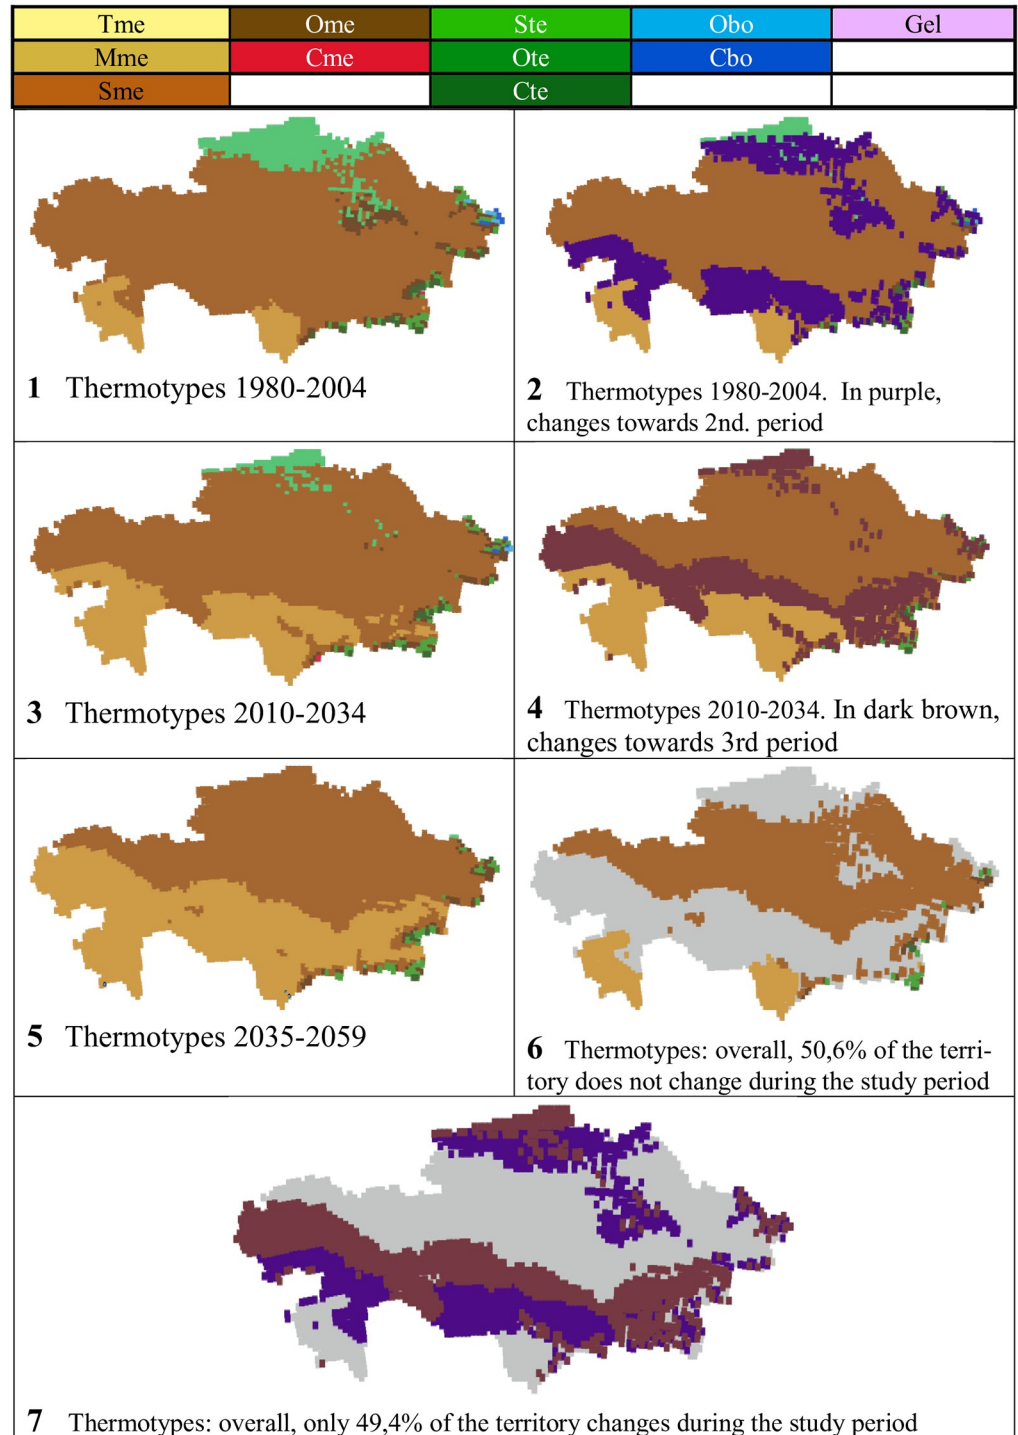 Tme Ome Ste Obo Gel
Mme Cme Ote Cbo
Sme Cte
1 Thermotypes 1980-2004
2 Thermotypes 1980-2004. In purple,
changes towards 2nd. period
3 Thermotypes 2010-2034
4 Thermotypes 2010-2034. In dark brown,
changes towards 3rd period
5 Thermotypes 2035-2059
6 Thermotypes: overall, 50,6% of the terri-
tory does not change during the study period
7 Thermotypes: overall, only 49,4% of the territory changes during the study period